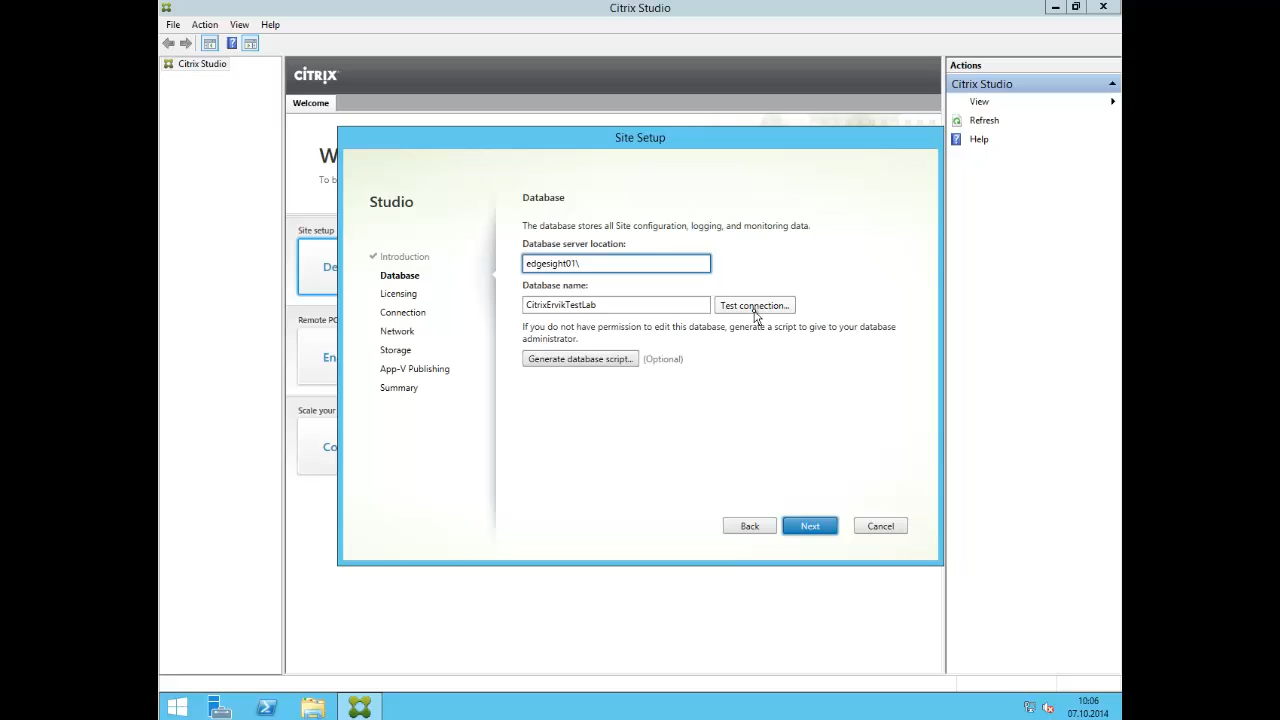 Citrix Studio
File Action View Help
Citrix Studio
CITRIX
Welcome
W
To b
Site setup
De
Remote PC
En
Scale your
Co
Site Setup
Studio
Introduction
Database
Licensing
Connection
Network
Storage
App-V Publishing
Summary
Database
The database stores all Site configuration, logging, and monitoring data.
Database server location:
edgesight01\
Database name:
CitrixErvikTestLab
Test connection...
If you do not have permission to edit this database, generate a script to give to your database
administrator.
Generate database script... (Optional)
Back Next Cancel
Actions
Citrix Studio
View
Refresh
Help
10:06
07.10.2014